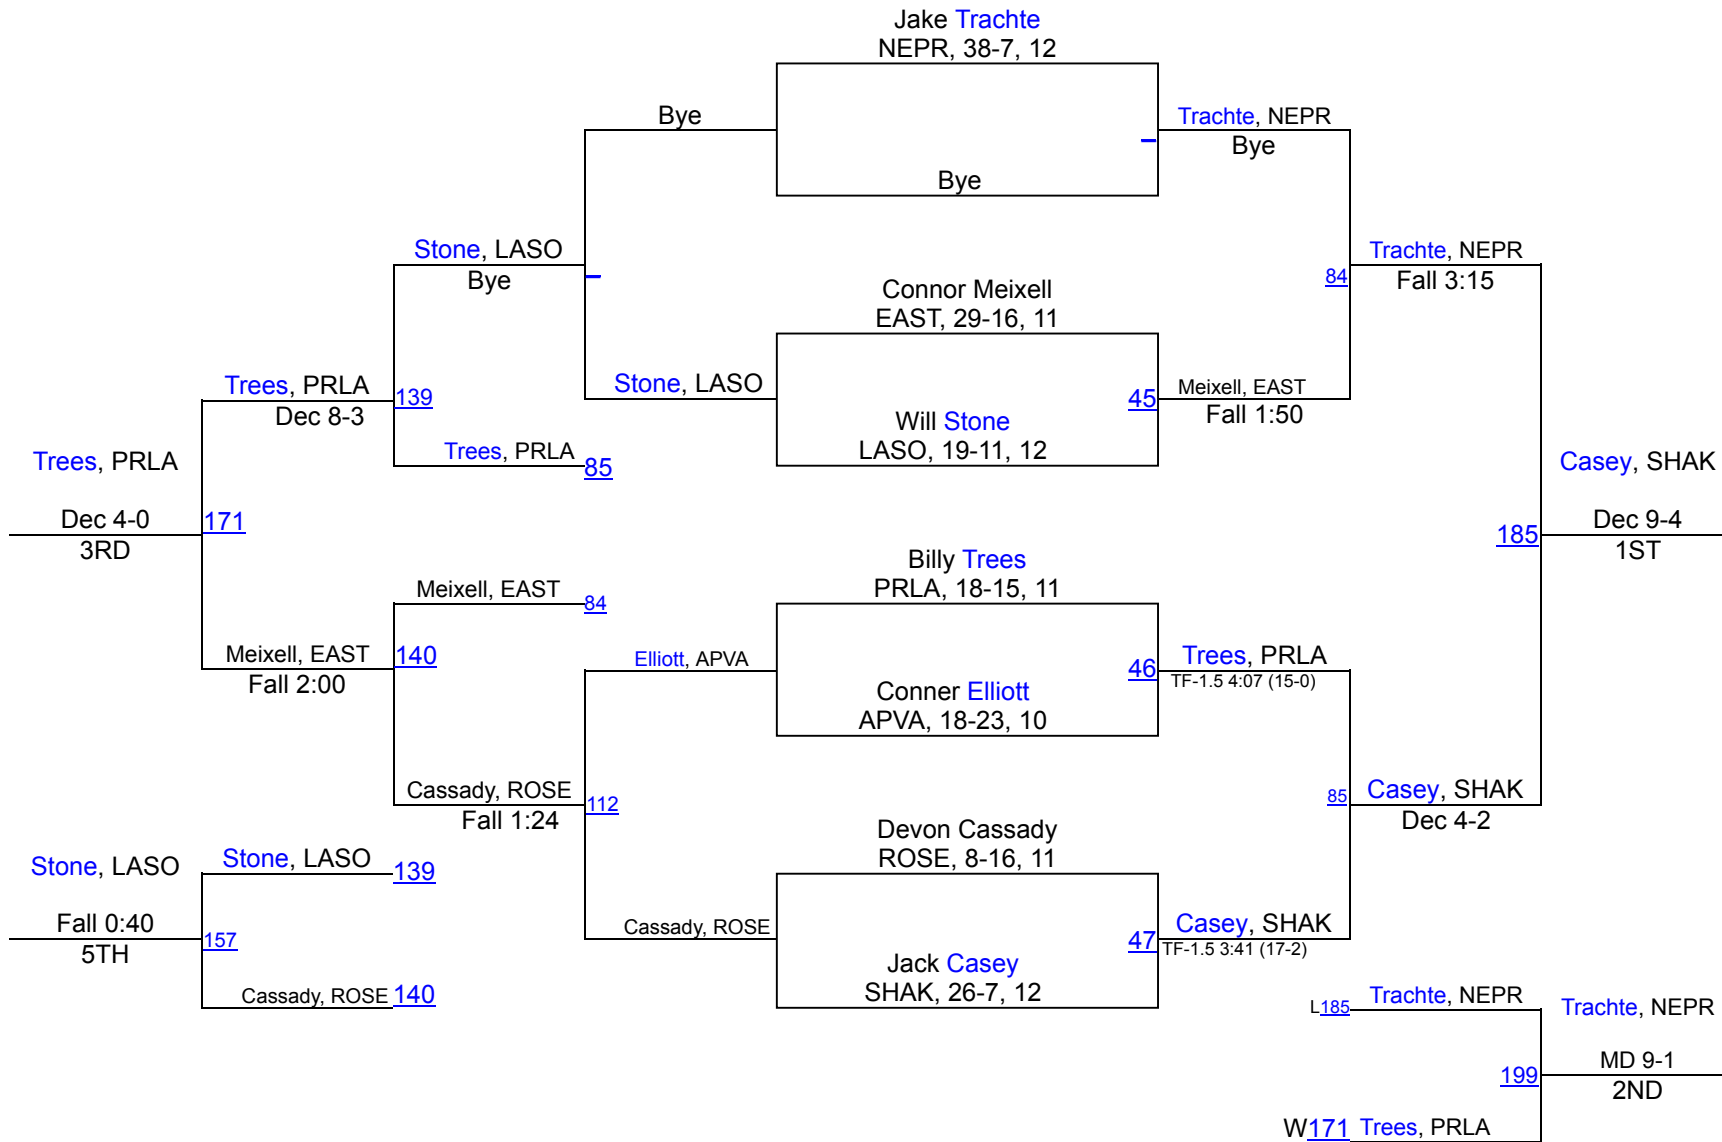 Jake Trachte
NEPR, 38-7, 12
Bye
Trachte, NEPR
Bye
Bye
Stone, LASO
Bye
Trachte, NEPR
84
Fall 3:15
Connor Meixell
EAST, 29-16, 11
Trees, PRLA
139
Dec 8-3
Stone, LASO
45
Meixell, EAST
Fall 1:50
Will Stone
LASO, 19-11, 12
Trees, PRLA
85
Trees, PRLA
Casey, SHAK
Dec 4-0
171
3RD
185
Dec 9-4
1ST
Billy Trees
PRLA, 18-15, 11
Meixell, EAST
84
Meixell, EAST
140
Fall 2:00
Elliott, APVA
46
Trees, PRLA
TF-1.5 4:07 (15-0)
Conner Elliott
APVA, 18-23, 10
Cassady, ROSE
112
Fall 1:24
85
Casey, SHAK
Dec 4-2
Devon Cassady
ROSE, 8-16, 11
Stone, LASO
Stone, LASO
139
Fall 0:40
157
5TH
Cassady, ROSE
47
Casey, SHAK
TF-1.5 3:41 (17-2)
Jack Casey
SHAK, 26-7, 12
Cassady, ROSE
140
L185
Trachte, NEPR
Trachte, NEPR
199
MD 9-1
2ND
W171
Trees, PRLA